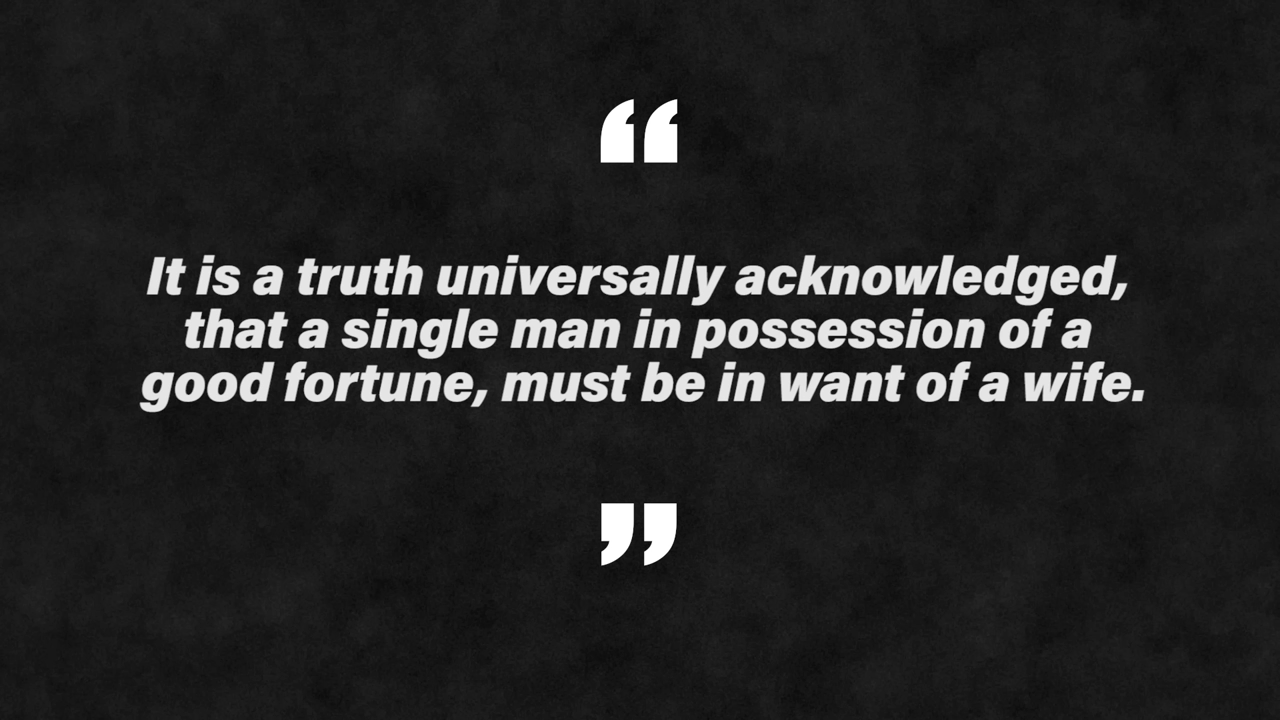 “
It is a truth universally acknowledged,
that a single man in possession of a
good fortune, must be in want of a wife.
”